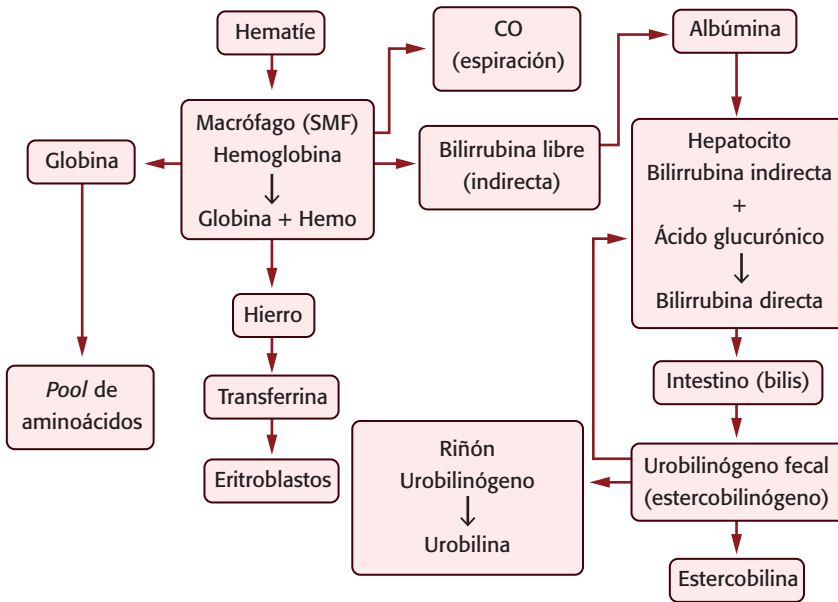 Hematíe
CO
(espiración)
Albúmina
Macrófago (SMF)
Hemoglobina
Globina + Hemo
Globina
Bilirrubina libre
(indirecta)
Hepatocito
Bilirrubina indirecta
+
Ácido glucurónico
Bilirrubina directa
Hierro
Pool de
aminoácidos
Transferrina
Eritroblastos
Intestino (bilis)
Riñón
Urobilinógeno
Urobilina
Urobilinógeno fecal
(estercobilinógeno)
Estercobilina